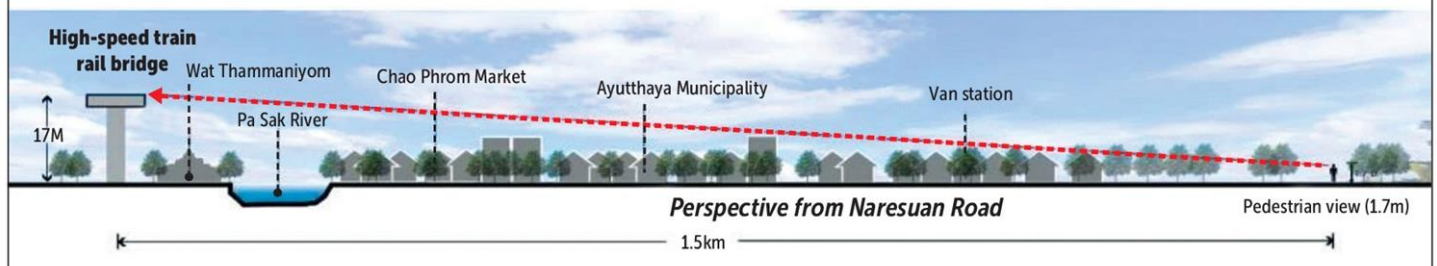 High-speed train
rail bridge
Wat Thammaniyom
Pa Sak River
Chao Phrom Market
Ayutthaya Municipality
Van station
17M
Perspective from Naresuan Road
Pedestrian view (1.7m)
1.5km